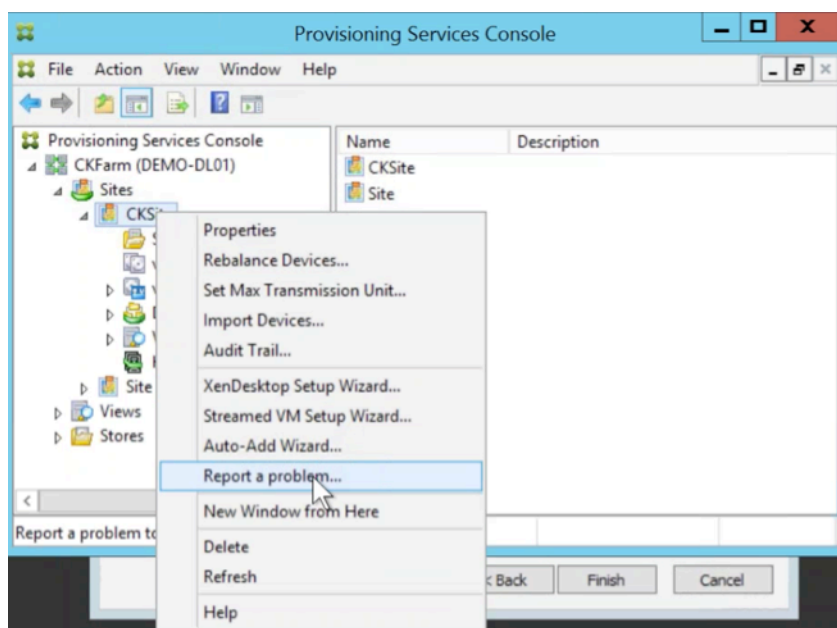 Provisioning Services Console
File Action View Window Help
Provisioning Services Console
CKFarm (DEMO-DL01)
Sites
Site
Views
Stores
Name Description
CKSite
Site
Properties
Rebalance Devices...
Set Max Transmission Unit...
Import Devices...
Audit Trail...
XenDesktop Setup Wizard...
Streamed VM Setup Wizard...
Auto-Add Wizard...
Report a problem...
New Window from Here
Delete
Refresh
Help
Report a problem
Back Finish Cancel